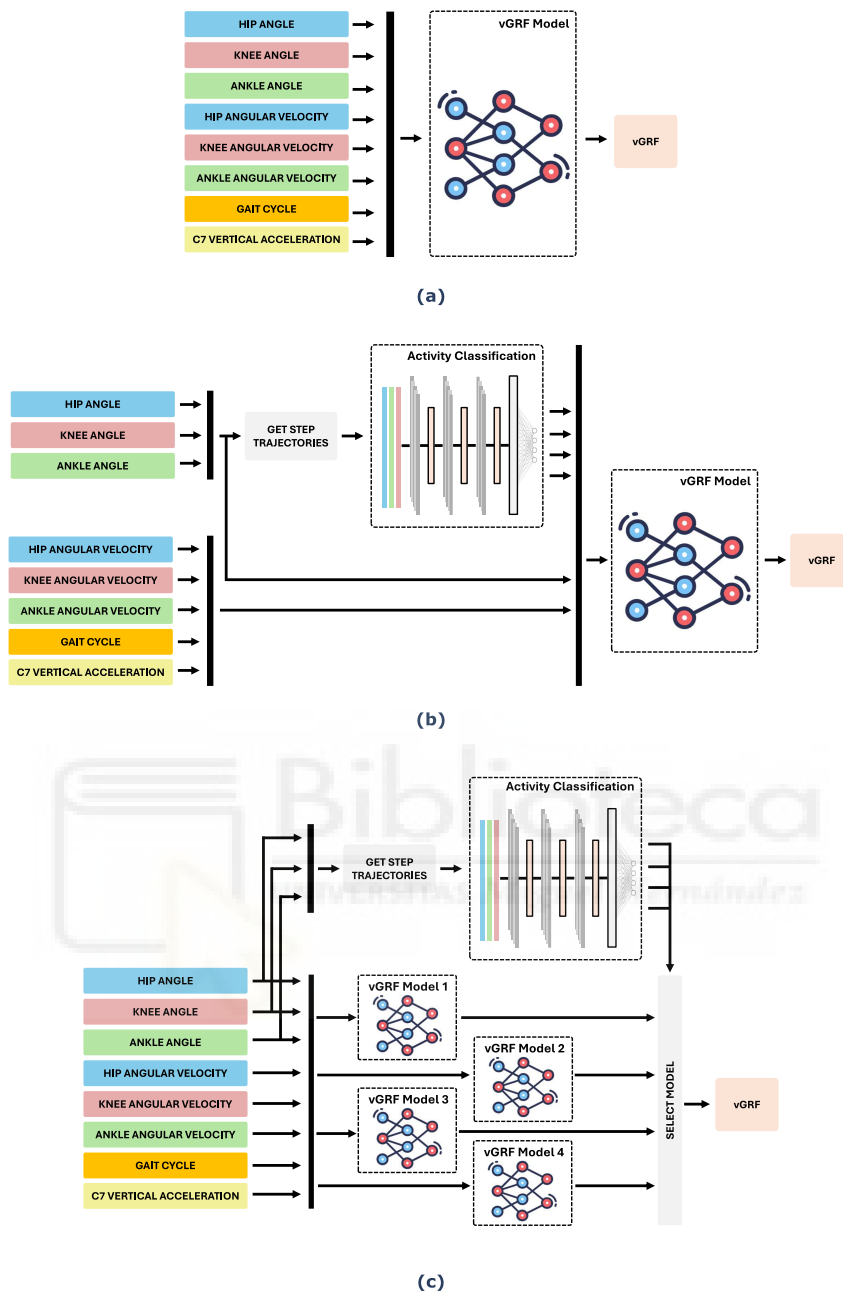 HIP ANGLE
KNEE ANGLE
ANKLE ANGLE
HIP ANGULAR VELOCITY
KNEE ANGULAR VELOCITY
ANKLE ANGULAR VELOCITY
GAIT CYCLE
C7 VERTICAL ACCELERATION
vGRF Model
vGRF
(a)
Activity Classification
HIP ANGLE
KNEE ANGLE
ANKLE ANGLE
GET STEP
TRAJECTORIES
HIP ANGULAR VELOCITY
KNEE ANGULAR VELOCITY
ANKLE ANGULAR VELOCITY
GAIT CYCLE
C7 VERTICAL ACCELERATION
vGRF Model
vGRF
(b)
Biblioteca
UNIVERSITAS Miguel Hernández
Activity Classification
GET STEP
TRAJECTORIES
HIP ANGLE
KNEE ANGLE
ANKLE ANGLE
HIP ANGULAR VELOCITY
KNEE ANGULAR VELOCITY
ANKLE ANGULAR VELOCITY
GAIT CYCLE
C7 VERTICAL ACCELERATION
vGRF Model 1
vGRF Model 2
vGRF Model 3
vGRF Model 4
SELECT MODEL
vGRF
(c)